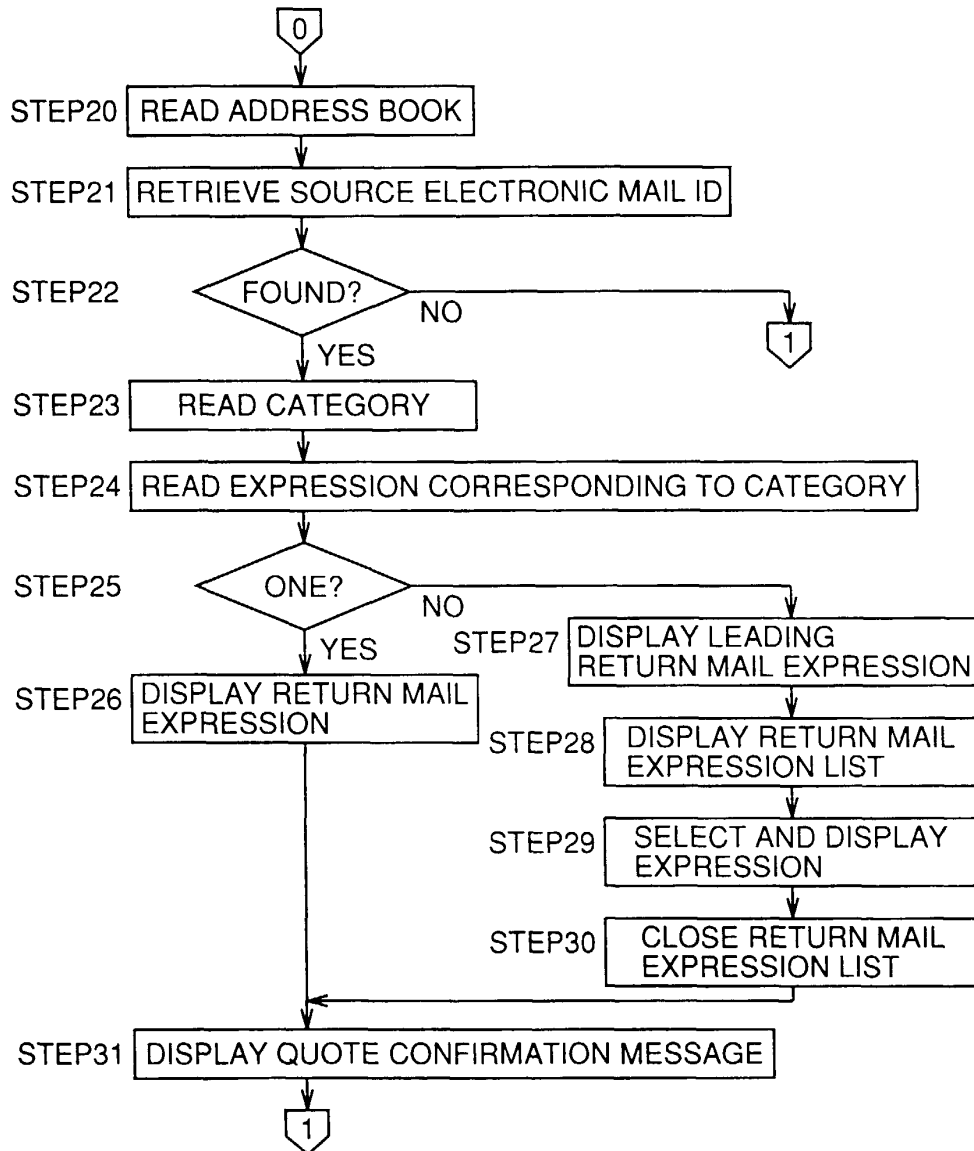 0
STEP20 READ ADDRESS BOOK
STEP21 RETRIEVE SOURCE ELECTRONIC MAIL ID
STEP22 FOUND?
NO
1
YES
STEP23 READ CATEGORY
STEP24 READ EXPRESSION CORRESPONDING TO CATEGORY
STEP25 ONE?
NO
YES
STEP26 DISPLAY RETURN MAIL
EXPRESSION
STEP27 DISPLAY LEADING
RETURN MAIL EXPRESSION
STEP28 DISPLAY RETURN MAIL
EXPRESSION LIST
STEP29 SELECT AND DISPLAY
EXPRESSION
STEP30 CLOSE RETURN MAIL
EXPRESSION LIST
STEP31 DISPLAY QUOTE CONFIRMATION MESSAGE
1